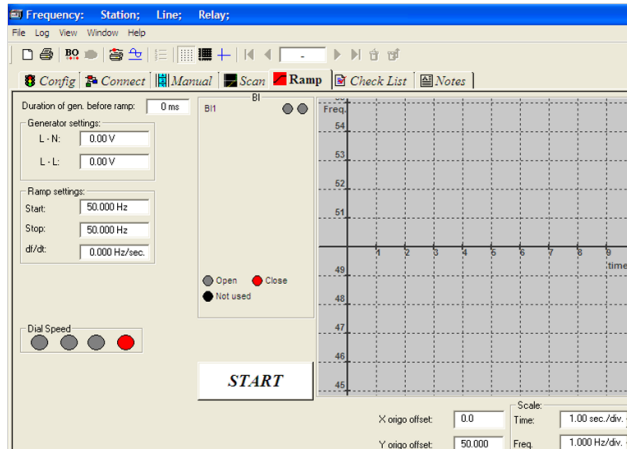 Frequency: Station; Line; Relay;
File Log View Window Help
BO
-
Config Connect Manual Scan Ramp Check List Notes
Duration of gen. before ramp: 0 ms
Generator settings:
L - N: 0.00 V
L - L: 0.00 V
Ramp settings:
Start: 50.000 Hz
Stop: 50.000 Hz
df/dt: 0.000 Hz/sec.
Dial Speed
BI
BI1
Open Close
Not used
START
Freq.
54
53
52
51
1 2 3 4 5 6 7 8 9
time
49
48
47
46
45
X origo offset: 0.0
Y origo offset: 50.000
Scale:
Time: 1.00 sec./div.
Freq. 1.000 Hz/div.